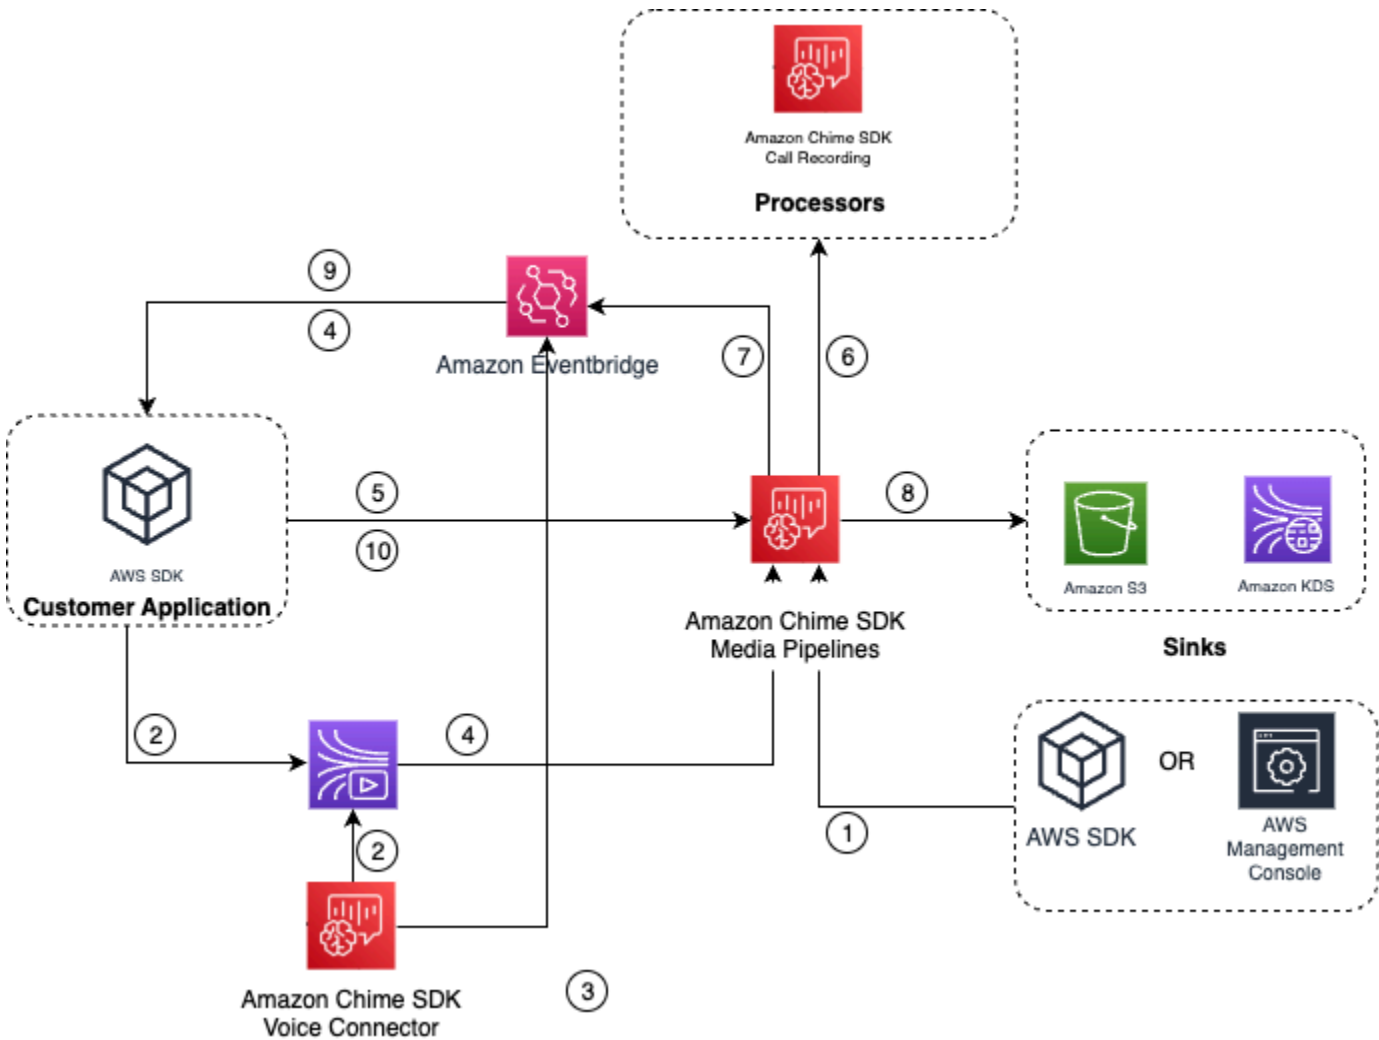 Amazon Chime SDK
Call Recording
Processors
9
4
Amazon Eventbridge
7
6
5
10
8
AWS SDK
Customer Application
Amazon S3
Amazon KDS
Sinks
Amazon Chime SDK
Media Pipelines
2
4
2
1
AWS SDK
OR
AWS
Management
Console
3
Amazon Chime SDK
Voice Connector